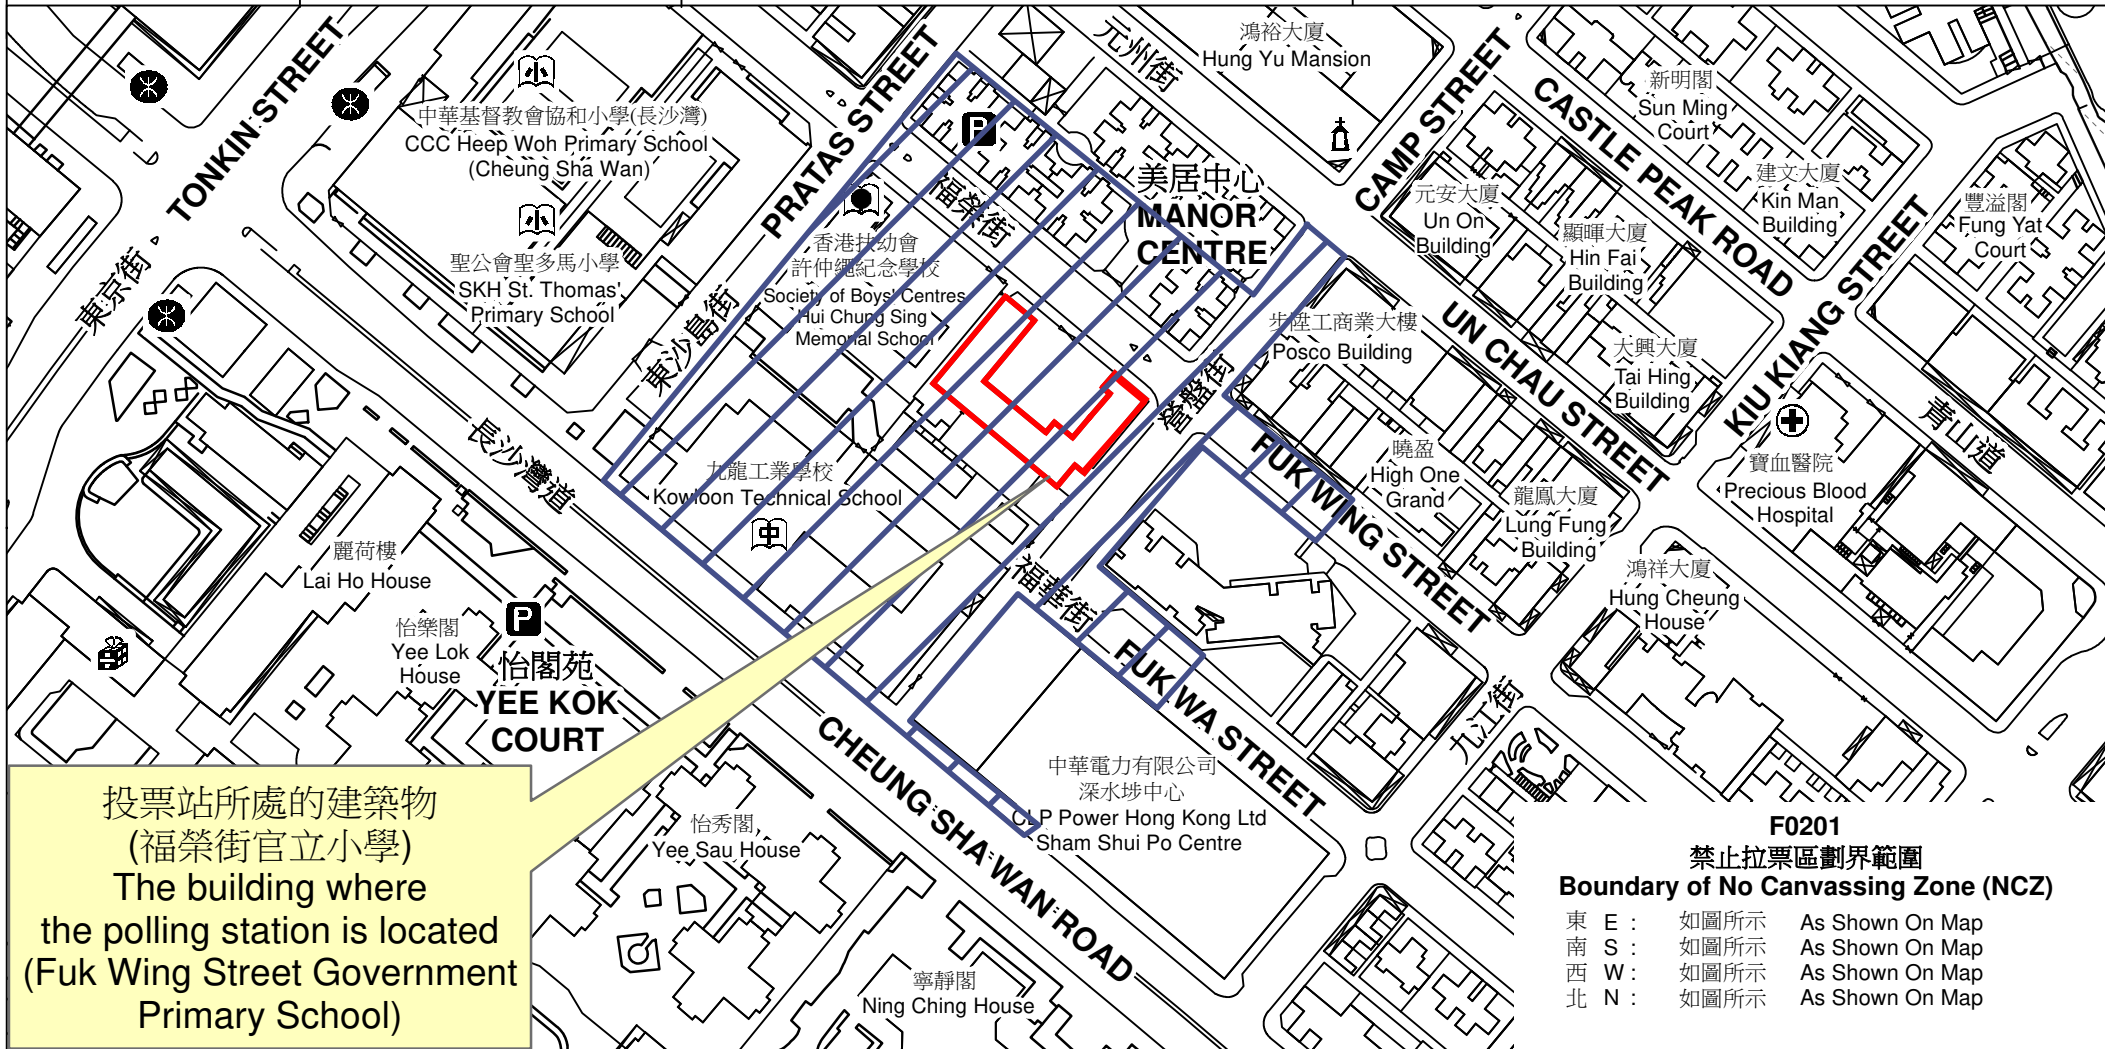 元州街
鴻裕大廈
Hung Yu Mansion
TONKIN STREET
東京街
中華基督教會協和小學(長沙灣)
CCC Heep Woh Primary School
(Cheung Sha Wan)
小
小
聖公會聖多馬小學
SKH St. Thomas'
Primary School
PRATAS STREET
東沙島街
P
福榮街
美居中心
MANOR
CENTRE
香港扶幼會
許仲繩紀念學校
Society of Boys' Centres
Hui Chung Sing
Memorial School
CAMP STREET
營盤街
CASTLE PEAK ROAD
青山道
新明閣
Sun Ming
Court
建文大廈
Kin Man
Building
豐溢閣
Fung Yat
Court
元安大廈
Un On
Building
顯暉大廈
Hin Fai
Building
大興大廈
Tai Hing
Building
KIU KIANG STREET
九江街
UN CHAU STREET
步陞工商業大樓
Posco Building
曉盈
High One
Grand
龍鳳大廈
Lung Fung
Building
寶血醫院
Precious Blood
Hospital
鴻祥大廈
Hung Cheung
House
FUK WING STREET
福華街
FUK WA STREET
長沙灣道
CHEUNG SHA WAN ROAD
九龍工業學校
Kowloon Technical School
中
麗荷樓
Lai Ho House
怡樂閣
Yee Lok
House
P
怡閣苑
YEE KOK
COURT
怡秀閣
Yee Sau House
寧靜閣
Ning Ching House
中華電力有限公司
深水埗中心
CLP Power Hong Kong Ltd
Sham Shui Po Centre
投票站所處的建築物
(福榮街官立小學)
The building where
the polling station is located
(Fuk Wing Street Government
Primary School)
F0201
禁止拉票區劃界範圍
Boundary of No Canvassing Zone (NCZ)
東 E : 如圖所示 As Shown On Map
南 S : 如圖所示 As Shown On Map
西 W : 如圖所示 As Shown On Map
北 N : 如圖所示 As Shown On Map